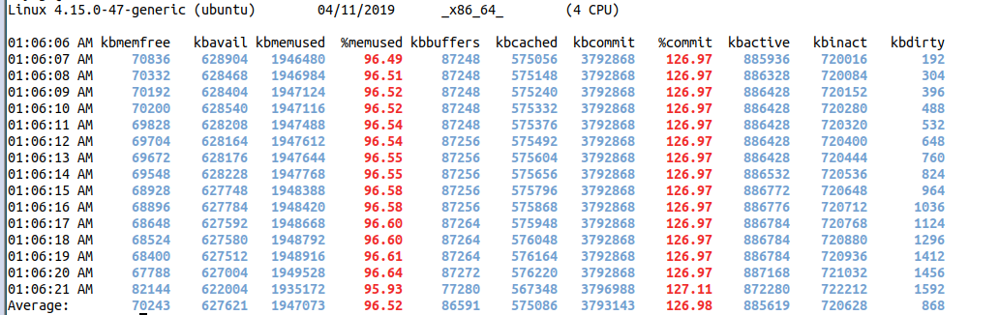 Linux 4.15.0-47-generic (ubuntu) 04/11/2019 _x86_64_ (4 CPU)
01:06:06 AM kbmemfree kbavail kbmemused %memused kbbuffers kbcached kbcommit %commit kbactive kbinact kbdirty
01:06:07 AM 70836 628904 1946480 96.49 87248 575056 3792868 126.97 885936 720016 192
01:06:08 AM 70332 628468 1946984 96.51 87248 575148 3792868 126.97 886328 720084 304
01:06:09 AM 70192 628404 1947124 96.52 87248 575240 3792868 126.97 886428 720152 396
01:06:10 AM 70200 628540 1947116 96.52 87248 575332 3792868 126.97 886428 720280 488
01:06:11 AM 69828 628208 1947488 96.54 87248 575376 3792868 126.97 886428 720320 532
01:06:12 AM 69704 628164 1947612 96.54 87256 575492 3792868 126.97 886428 720400 648
01:06:13 AM 69672 628176 1947644 96.55 87256 575604 3792868 126.97 886428 720444 760
01:06:14 AM 69548 628228 1947768 96.55 87256 575656 3792868 126.97 886532 720536 824
01:06:15 AM 68928 627748 1948388 96.58 87256 575796 3792868 126.97 886772 720648 964
01:06:16 AM 68896 627784 1948420 96.58 87256 575868 3792868 126.97 886776 720712 1036
01:06:17 AM 68648 627592 1948668 96.60 87264 575948 3792868 126.97 886784 720768 1124
01:06:18 AM 68524 627580 1948792 96.60 87264 576048 3792868 126.97 886784 720880 1296
01:06:19 AM 68400 627512 1948916 96.61 87264 576164 3792868 126.97 886784 720936 1412
01:06:20 AM 67788 627004 1949528 96.64 87272 576220 3792868 126.97 887168 721032 1456
01:06:21 AM 82144 622004 1935172 95.93 77280 567348 3796988 127.11 872280 722212 1592
Average: 70243 627621 1947073 96.52 86591 575086 3793143 126.98 885619 720628 868